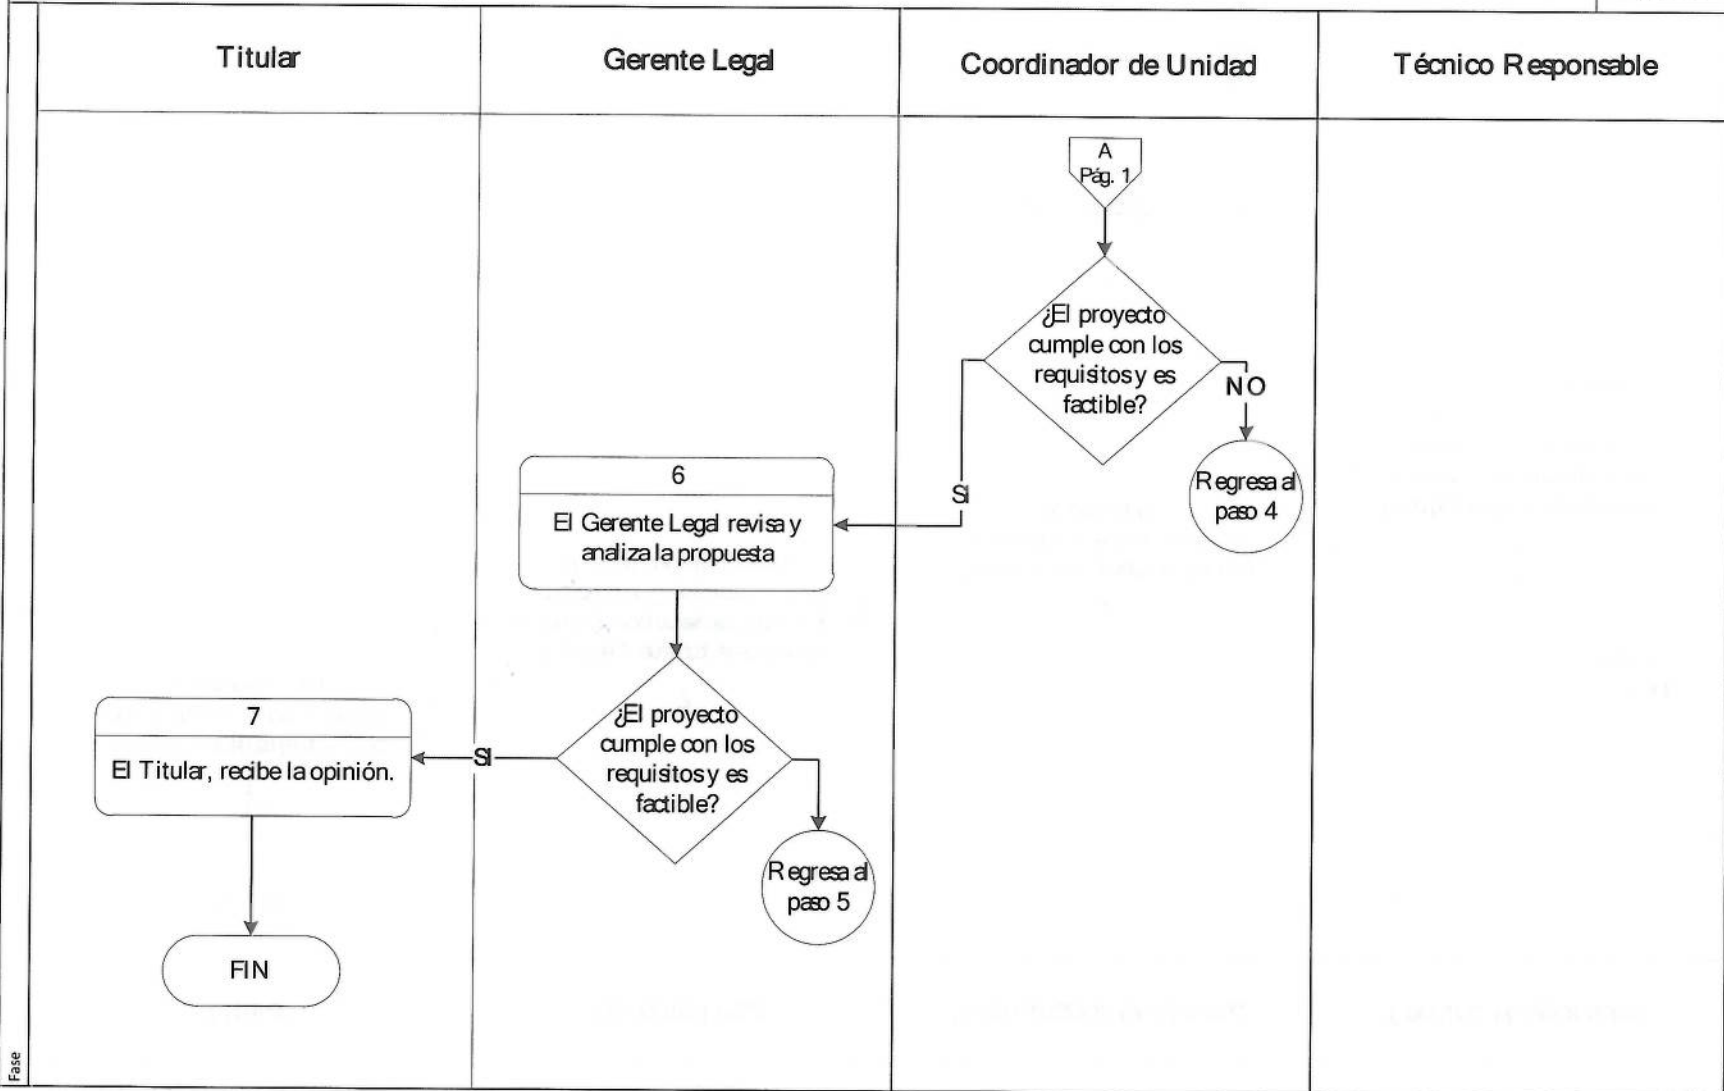 Titular
Gerente Legal
Coordinador de Unidad
Técnico Responsable
A
Pág. 1
¿El proyecto
cumple con los
requisitos y es
factible?
NO
Regresa al
paso 4
SI
6
El Gerente Legal revisa y
analiza la propuesta
¿El proyecto
cumple con los
requisitos y es
factible?
SI
7
El Titular, recibe la opinión.
Regresa al
paso 5
FIN
Fase